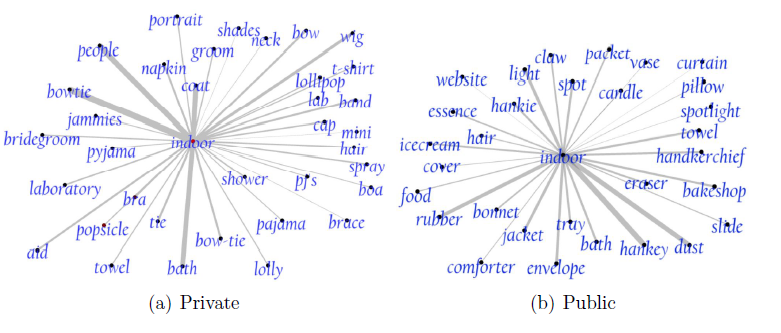 portrait
shades
neck
bow
wig
people
groom
napkin
t-shirt
coat
lollipop
bowtie
lab
band
jammies
cap
mini
bridegroom
indoor
hair
pyjama
spray
laboratory
shower
pj's
boa
bra
popsicle
tie
pajama
brace
aid
bow-tie
towel
bath
lolly
(a) Private
claw
packet
vase
curtain
website
light
spot
candle
pillow
essence
hankie
spotlight
icecream
hair
towel
cover
indoor
handkerchief
food
eraser
bakeshop
rubber
bonnet
tray
slide
jacket
bath
hankey
dust
comforter
envelope
(b) Public